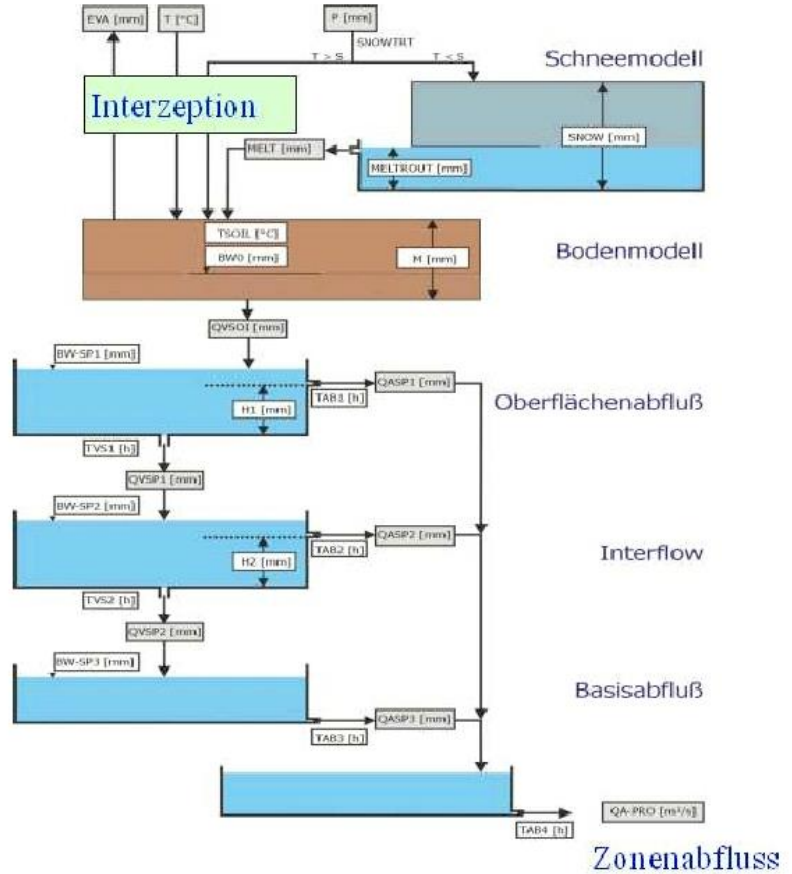 EVA [mm]
T [°C]
P [mm]
SNOWTRT
T > S
T < S
Schneemodell
Interzeption
SNOW [mm]
MELT [mm]
MELTROUT [mm]
TSOIL [°C]
BW0 [mm]
M [mm]
Bodenmodell
QVSOI [mm]
BW-SP1 [mm]
H1 [mm]
TAB1 [h]
QASP1 [mm]
Oberflächenabfluß
TVS1 [h]
QVSP1 [mm]
BW-SP2 [mm]
H2 [mm]
TAB2 [h]
QASP2 [mm]
Interflow
TVS2 [h]
QVSP2 [mm]
BW-SP3 [mm]
Basisabfluß
TAB3 [h]
QASP3 [mm]
QA-PRO [m³/s]
TAB4 [h]
Zonenabfluss